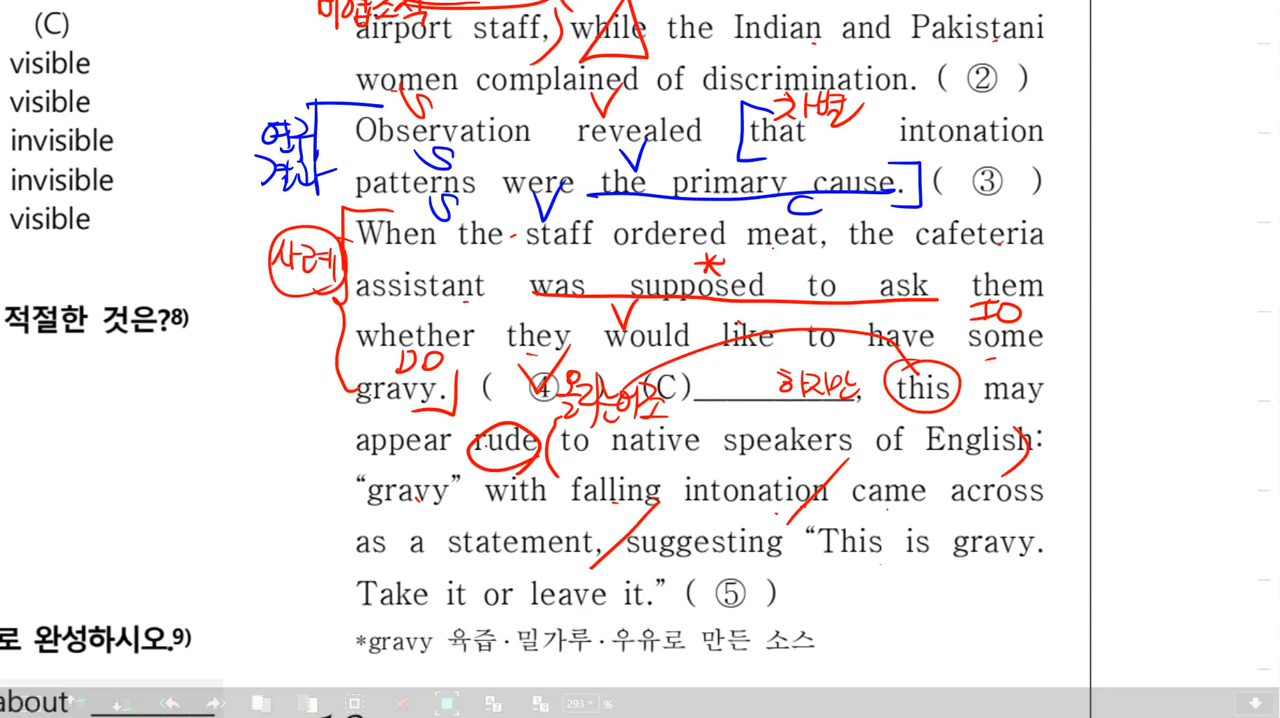 (C)
visible
visible
invisible
invisible
visible
적절한 것은?8)
로 완성하시오.9)
about ________
airport staff, while the Indian and Pakistani
women complained of discrimination. ( ② )
S V 차별
Observation revealed that intonation
연구
결과
S V
patterns were the primary cause. ( ③ )
S V C
When the staff ordered meat, the cafeteria
사례
*
assistant was supposed to ask them
V IO
whether they would like to have some
DO
gravy. ( ④ ) (C)__________, this may
올라간어조 하지만
appear rude to native speakers of English:
“gravy” with falling intonation came across
as a statement, suggesting “This is gravy.
Take it or leave it.” ( ⑤ )
*gravy 육즙·밀가루·우유로 만든 소스
293 %